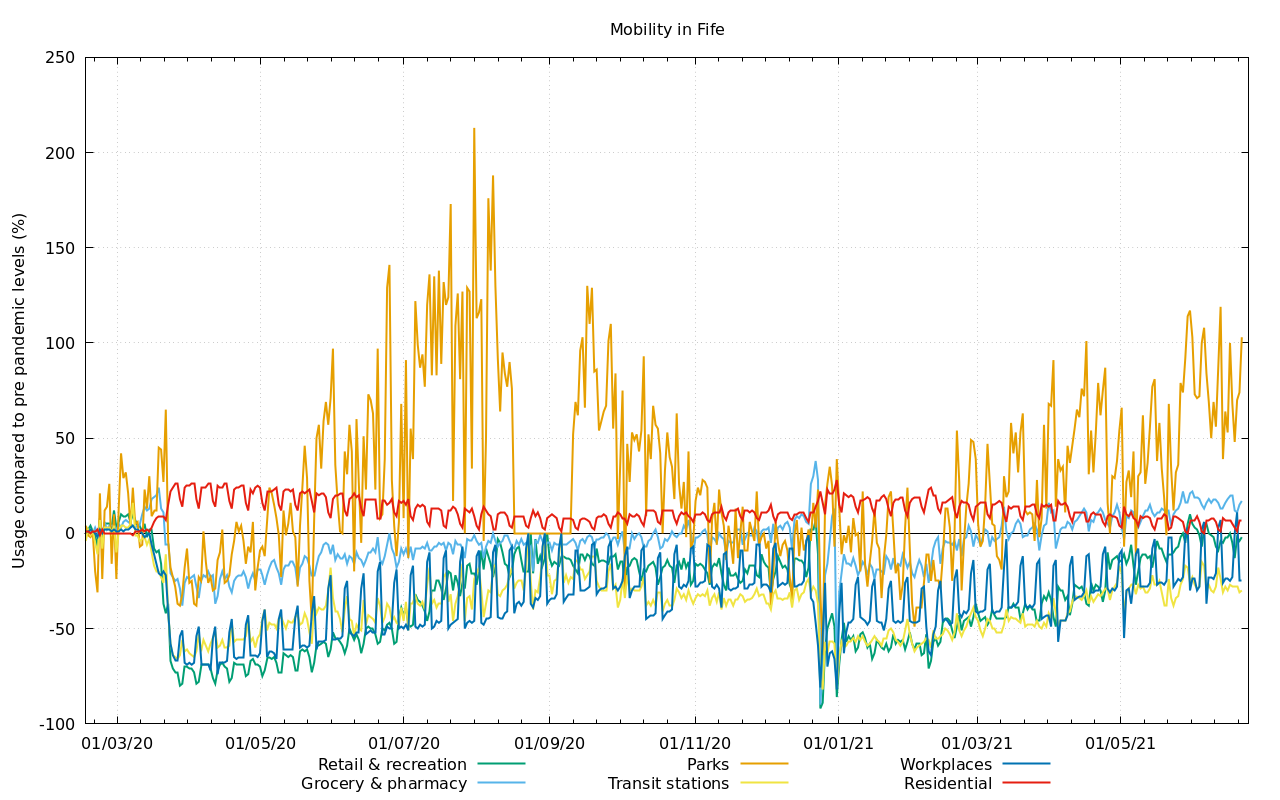 Mobility in Fife
Usage compared to pre pandemic levels (%)
250
200
150
100
50
0
-50
-100
01/03/20 01/05/20 01/07/20 01/09/20 01/11/20 01/01/21 01/03/21 01/05/21
Retail & recreation Parks Workplaces
Grocery & pharmacy Transit stations Residential